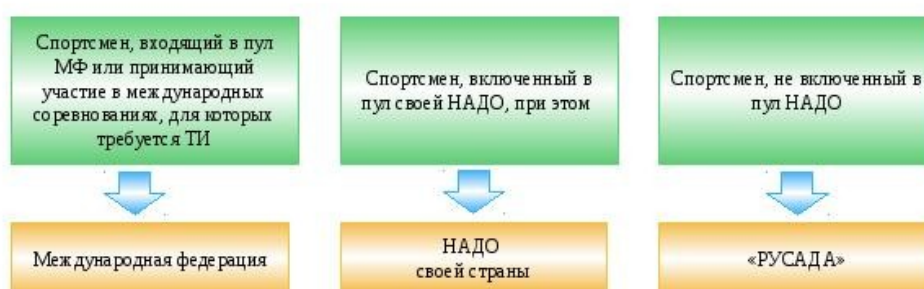 Спортсмен, входящий в пул
МФ или принимающий
участие в международных
соревнованиях, для которых
требуется ТИ
Спортсмен, включенный в
пул своей НАДО, при этом
Спортсмен, не включенный в
пул НАДО
Международная федерация
НАДО
своей страны
«РУСАДА»